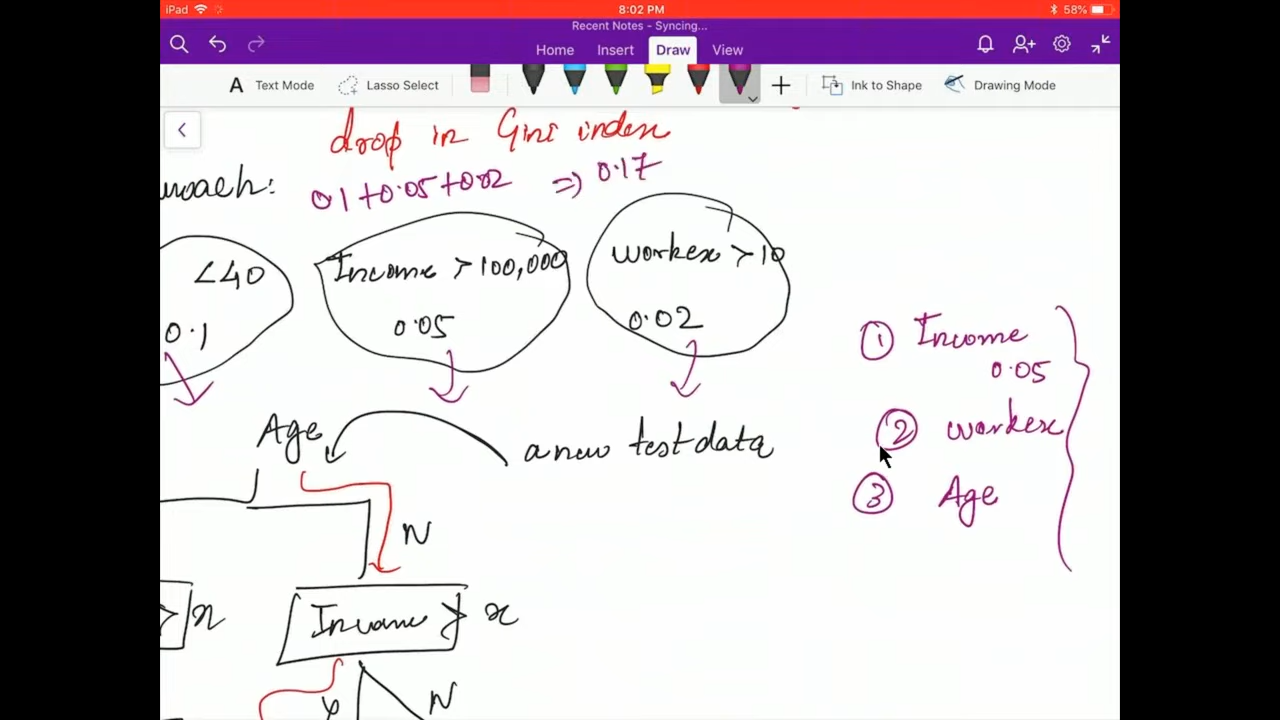 iPad 8:02 PM 58%
Recent Notes - Syncing...
Home Insert Draw View
A Text Mode Lasso Select Ink to Shape Drawing Mode
drop in Gini index
roach: 0.1+0.05+0.02 => 0.17
<40 Income > 100,000 workex > 10
0.1 0.05 0.02
① Income
0.05
② workex
③ Age
Age a new test data
N
> x Income > x
Y N